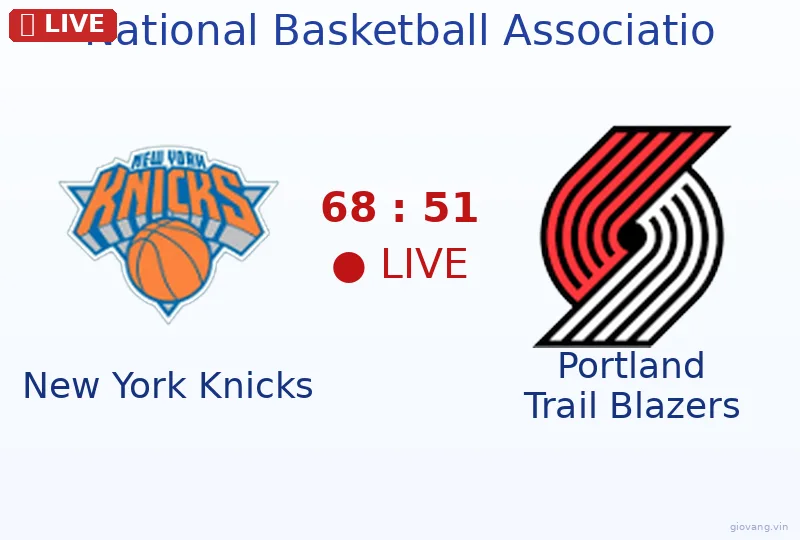 LIVE
National Basketball Associatio
NEW YORK
KNICKS
68 : 51
● LIVE
New York Knicks
Portland
Trail Blazers
giovang.vin